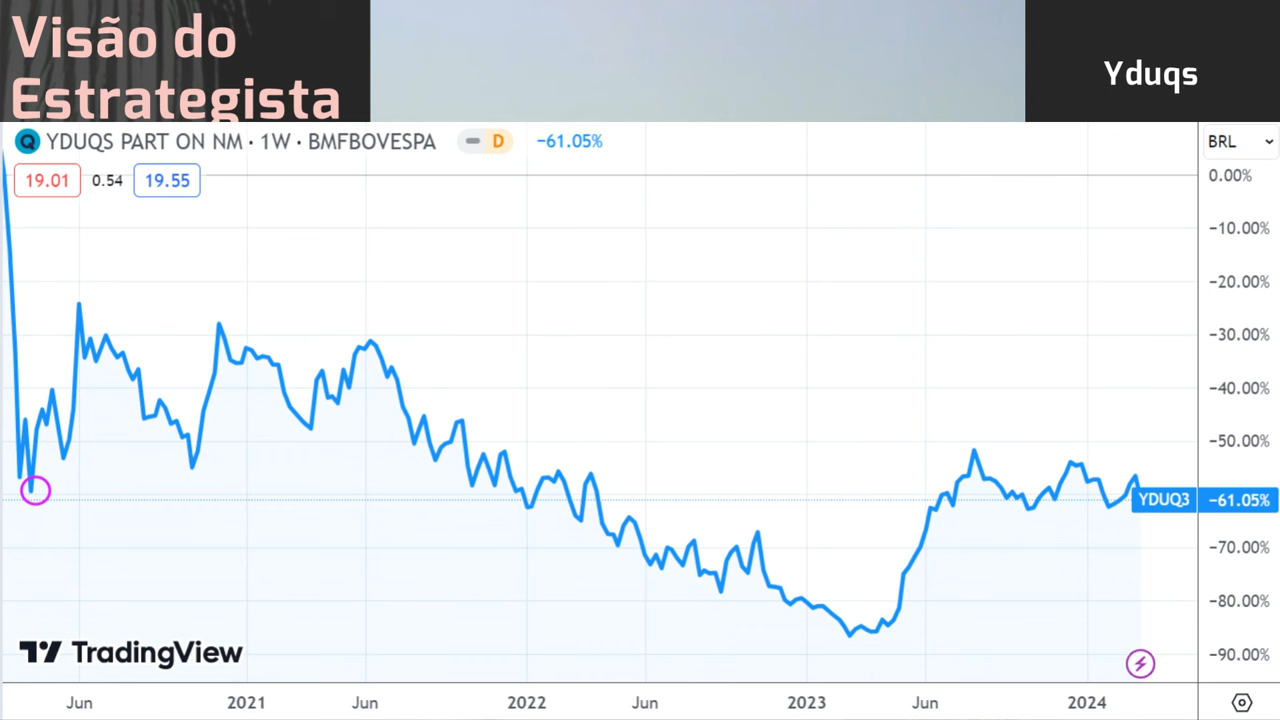 Visão do
Estrategista
Yduqs
YDUQS PART ON NM · 1W · BMFBOVESPA D −61.05%
BRL
19.01 0.54 19.55
0.00%
−10.00%
−20.00%
−30.00%
−40.00%
−50.00%
YDUQ3 −61.05%
−70.00%
−80.00%
−90.00%
TradingView
Jun 2021 Jun 2022 Jun 2023 Jun 2024